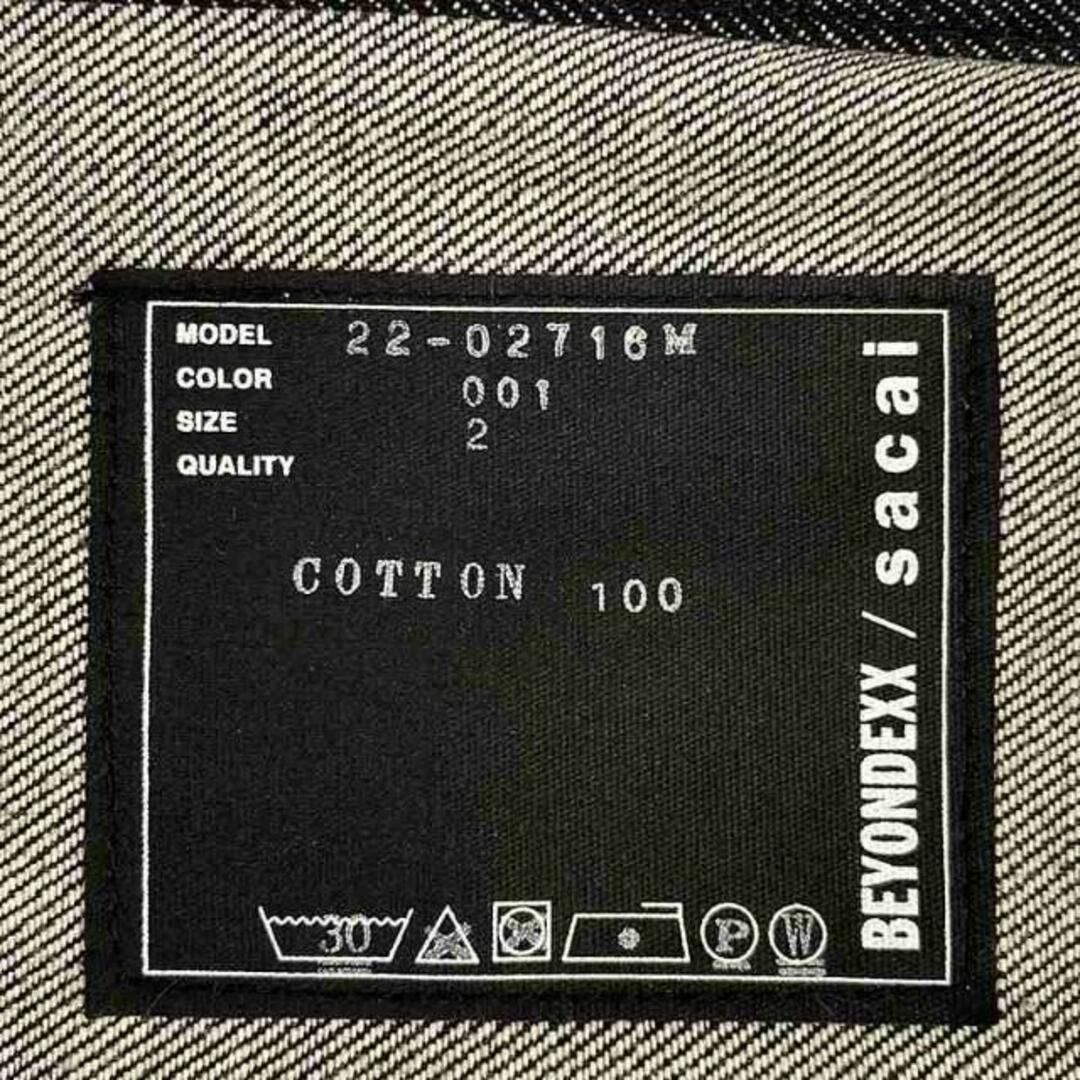 MODEL 22-02716M
COLOR 001
SIZE 2
QUALITY
COTTON 100
BEYONDEXX / sacai
30 P W